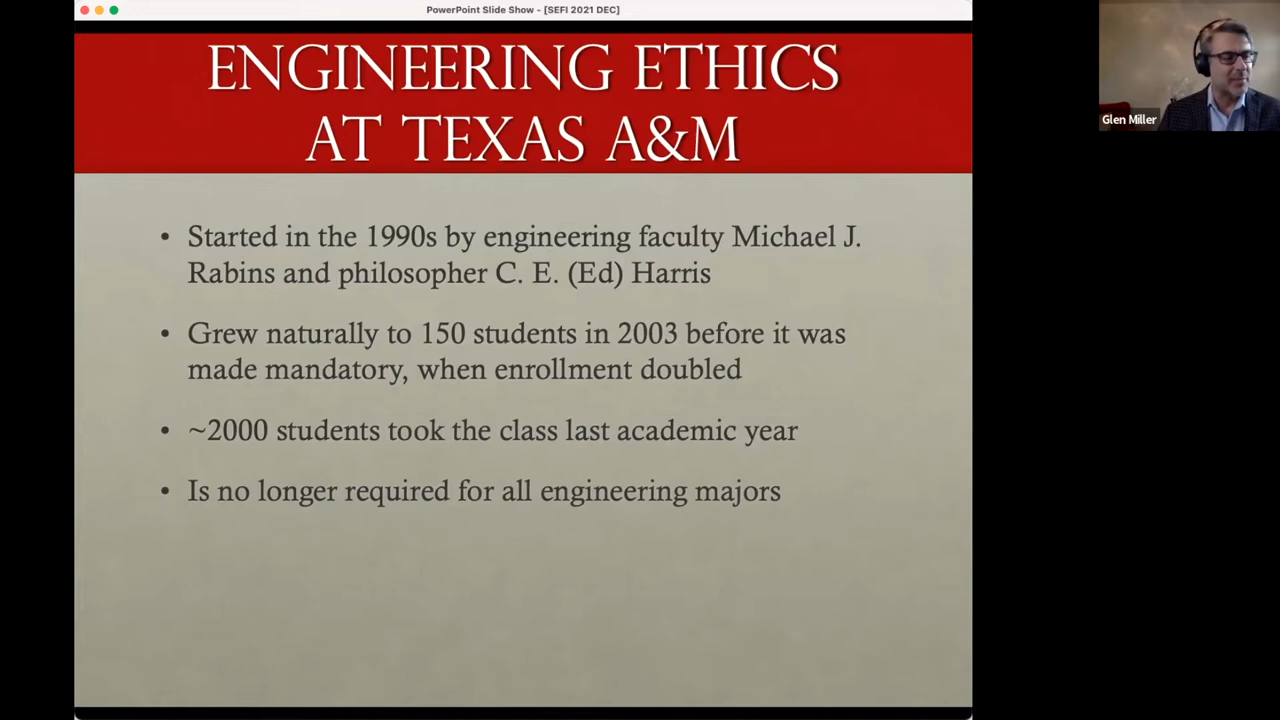 PowerPoint Slide Show - [SEFI 2021 DEC]
ENGINEERING ETHICS
AT TEXAS A&M
• Started in the 1990s by engineering faculty Michael J.
Rabins and philosopher C. E. (Ed) Harris
• Grew naturally to 150 students in 2003 before it was
made mandatory, when enrollment doubled
• ~2000 students took the class last academic year
• Is no longer required for all engineering majors
Glen Miller